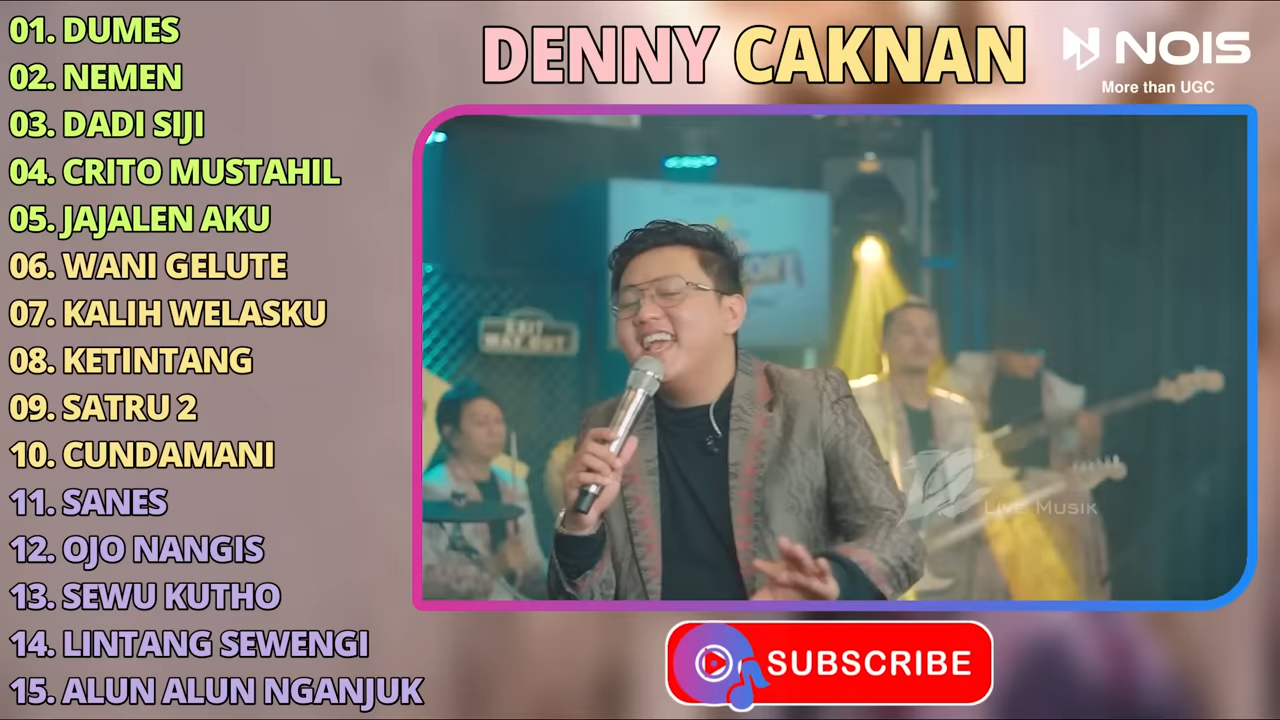 01. DUMES
02. NEMEN
03. DADI SIJI
04. CRITO MUSTAHIL
05. JAJALEN AKU
06. WANI GELUTE
07. KALIH WELASKU
08. KETINTANG
09. SATRU 2
10. CUNDAMANI
11. SANES
12. OJO NANGIS
13. SEWU KUTHO
14. LINTANG SEWENGI
15. ALUN ALUN NGANJUK
DENNY CAKNAN
NOIS
More than UGC
EXIT
WAY OUT
LIVE MUSIK
SUBSCRIBE